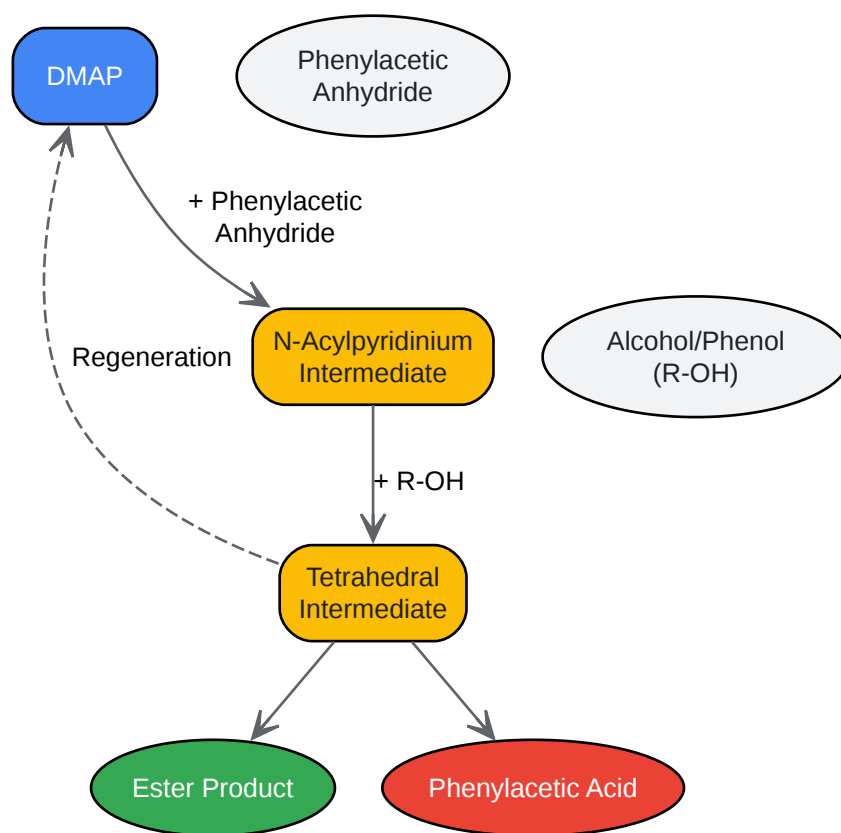 DMAP
Phenylacetic
Anhydride
+ Phenylacetic
Anhydride
N-Acylpyridinium
Intermediate
Alcohol/Phenol
(R-OH)
Regeneration
+ R-OH
Tetrahedral
Intermediate
Ester Product
Phenylacetic Acid